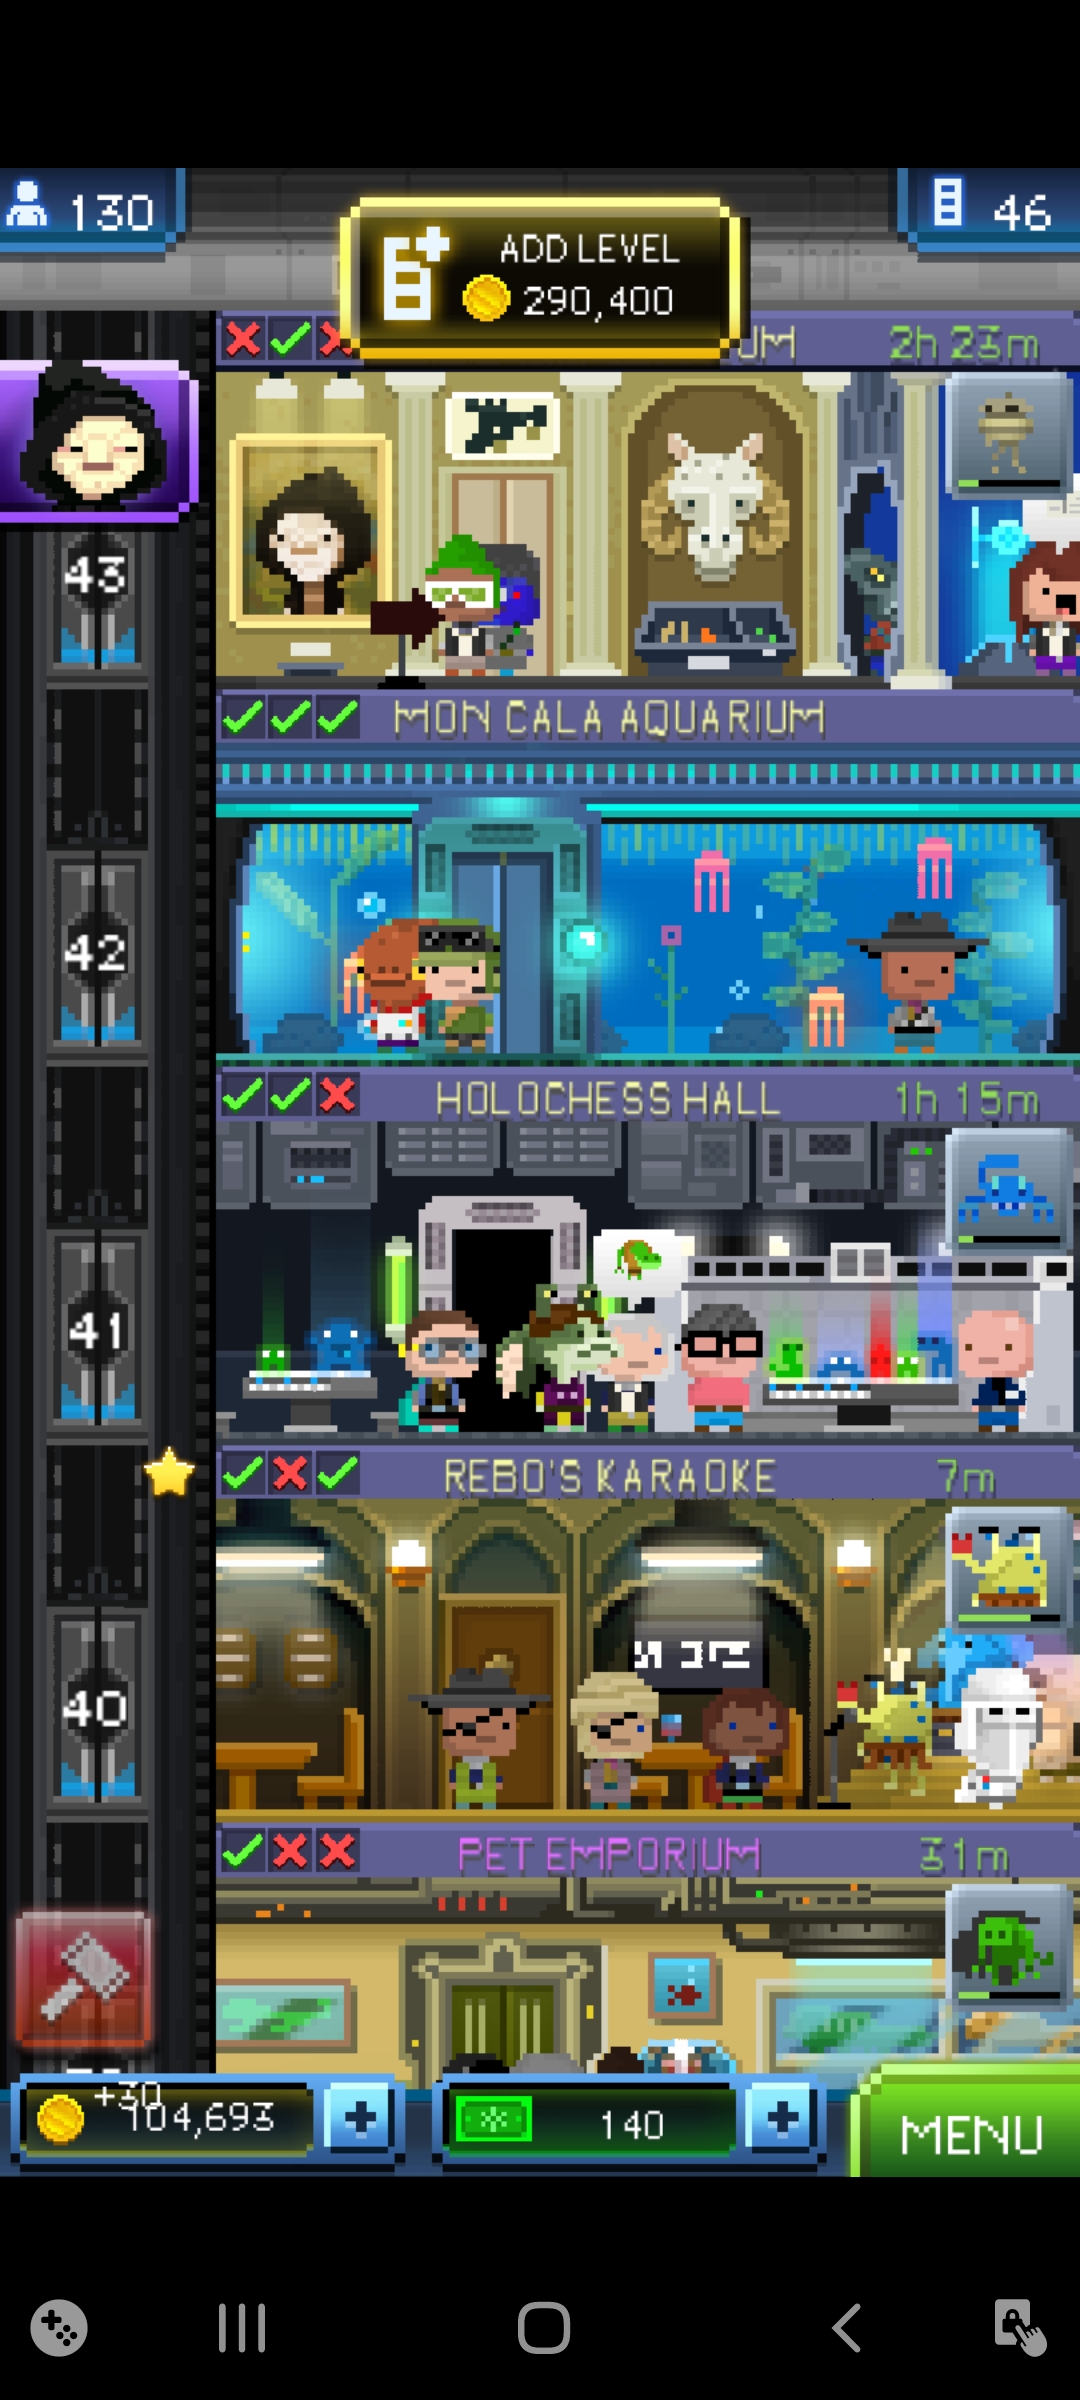 130
46
ADD LEVEL
290,400
UM
2h 23m
43
MON CALA AQUARIUM
42
HOLOCHESS HALL
1h 15m
41
REBO'S KARAOKE
7m
40
PET EMPORIUM
31m
+30
104,693
140
MENU